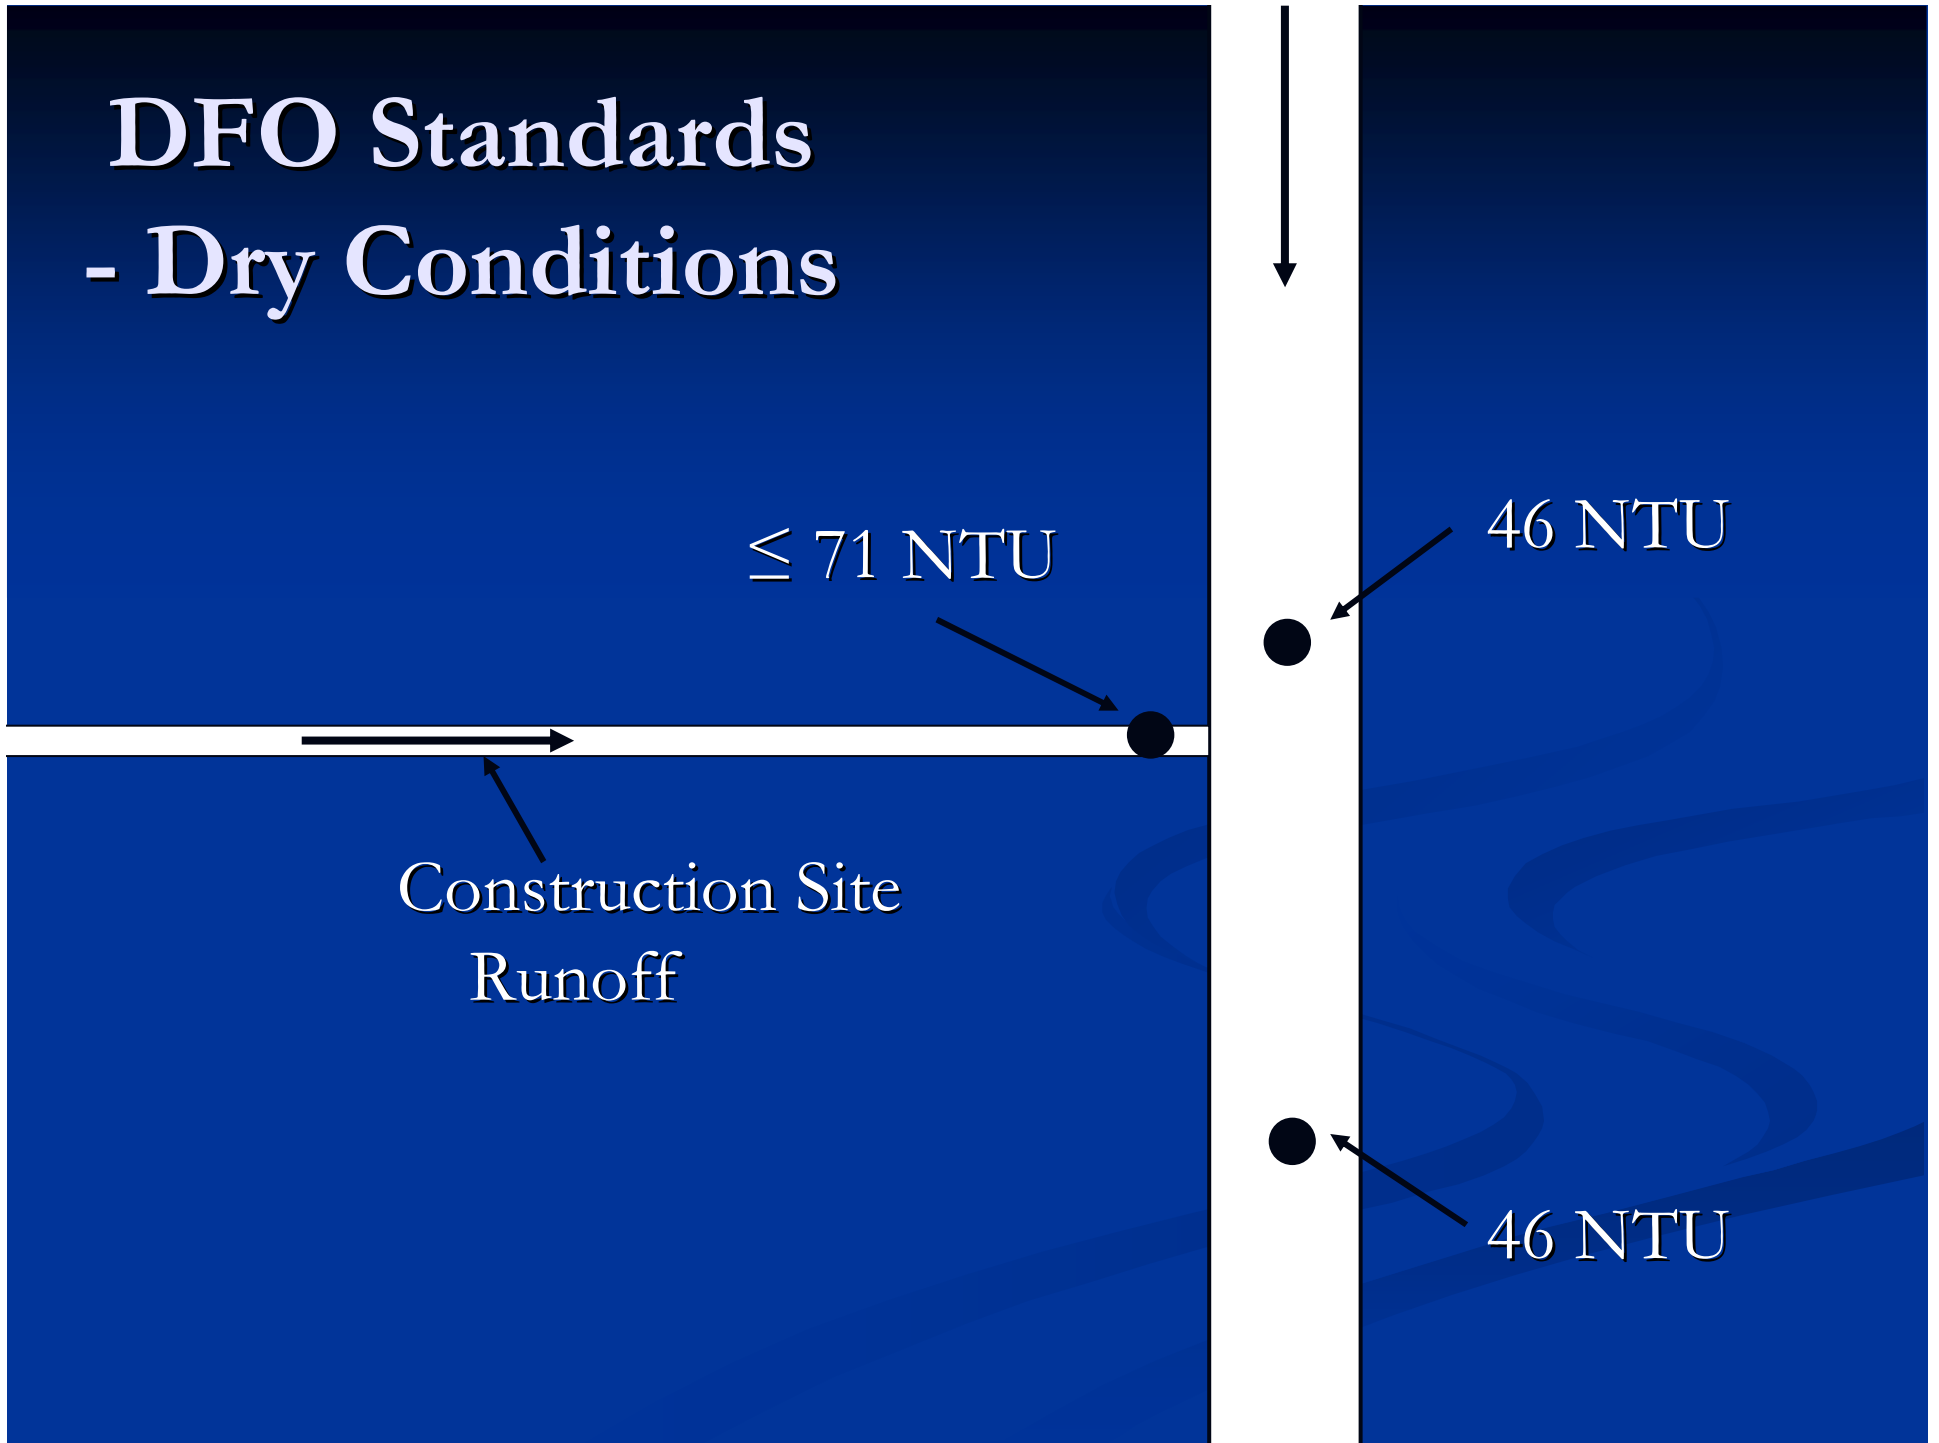 DFO Standards
- Dry Conditions
46 NTU
≤ 71 NTU
Construction Site
Runoff
46 NTU